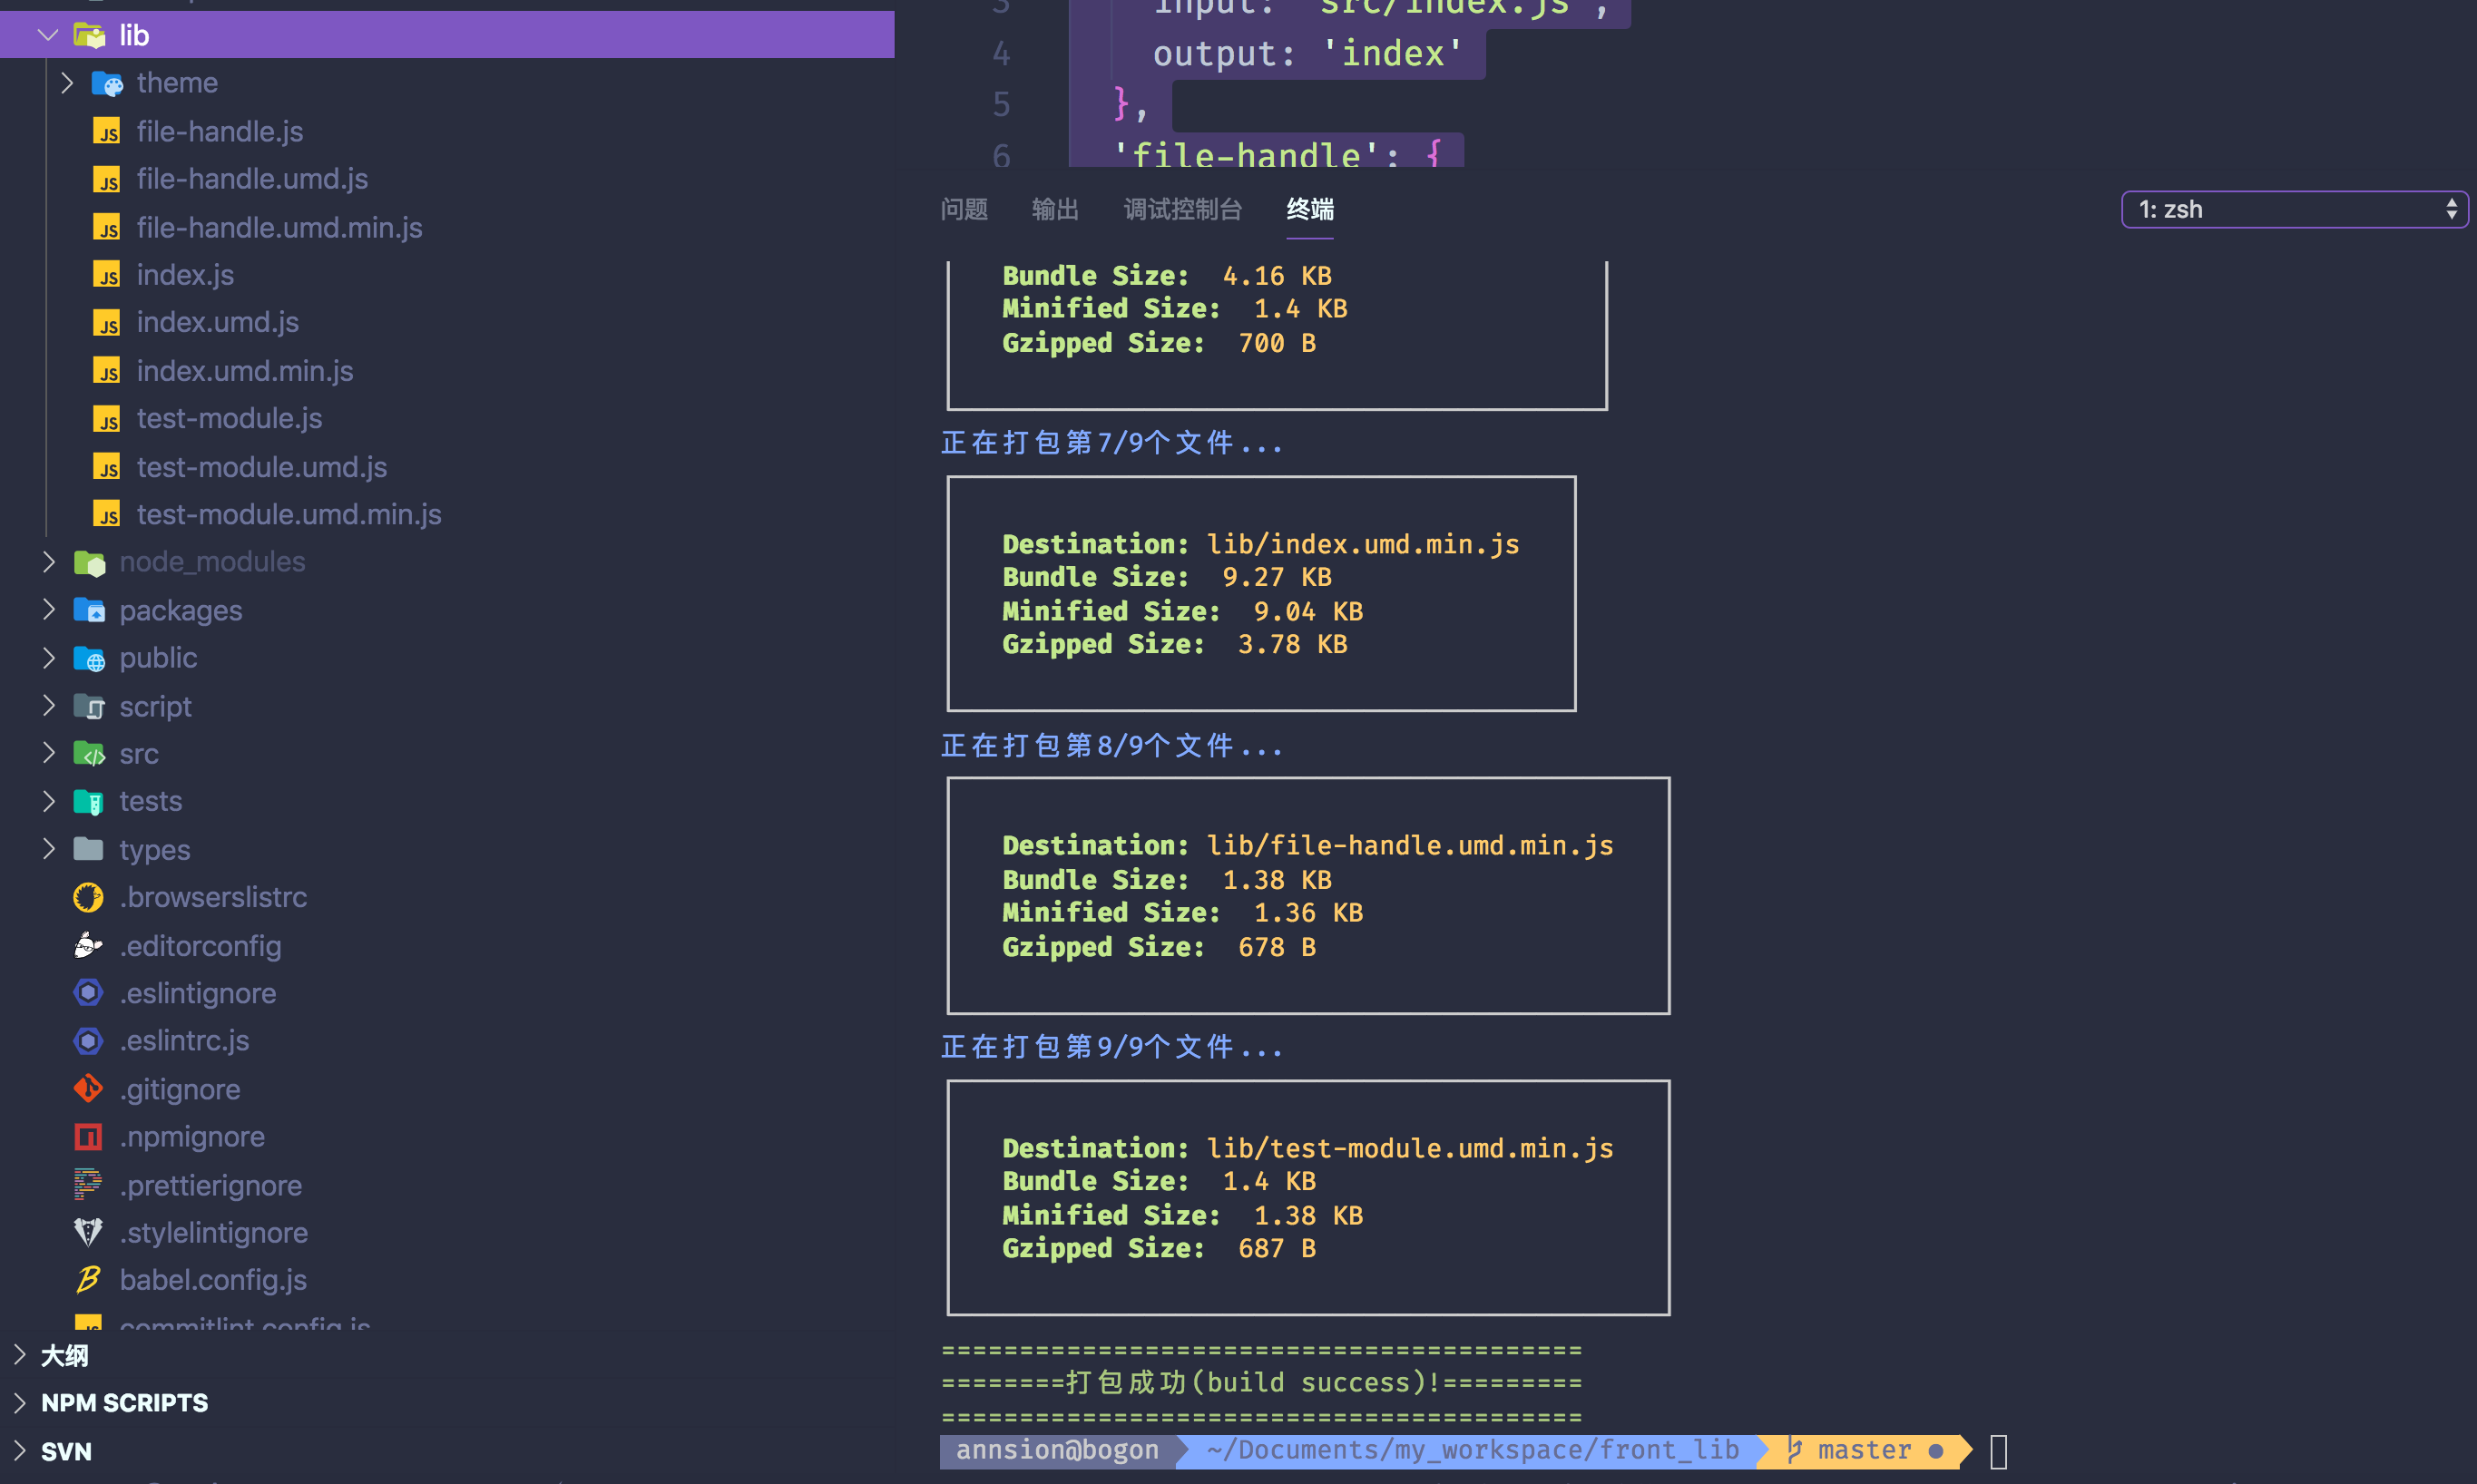 lib
theme
file-handle.js
file-handle.umd.js
file-handle.umd.min.js
index.js
index.umd.js
index.umd.min.js
test-module.js
test-module.umd.js
test-module.umd.min.js
node_modules
packages
public
script
src
tests
types
.browserslistrc
.editorconfig
.eslintignore
.eslintrc.js
.gitignore
.npmignore
.prettierignore
.stylelintignore
babel.config.js
commitlint.config.js
大纲
NPM SCRIPTS
SVN
3 input: 'src/index.js',
4 output: 'index'
5 },
6 'file-handle': {
问题 输出 调试控制台 终端 1: zsh
Bundle Size: 4.16 KB
Minified Size: 1.4 KB
Gzipped Size: 700 B
正在打包第7/9个文件...
Destination: lib/index.umd.min.js
Bundle Size: 9.27 KB
Minified Size: 9.04 KB
Gzipped Size: 3.78 KB
正在打包第8/9个文件...
Destination: lib/file-handle.umd.min.js
Bundle Size: 1.38 KB
Minified Size: 1.36 KB
Gzipped Size: 678 B
正在打包第9/9个文件...
Destination: lib/test-module.umd.min.js
Bundle Size: 1.4 KB
Minified Size: 1.38 KB
Gzipped Size: 687 B
=========================================
========打包成功(build success)!=========
=========================================
annsion@bogon ~/Documents/my_workspace/front_lib master ●